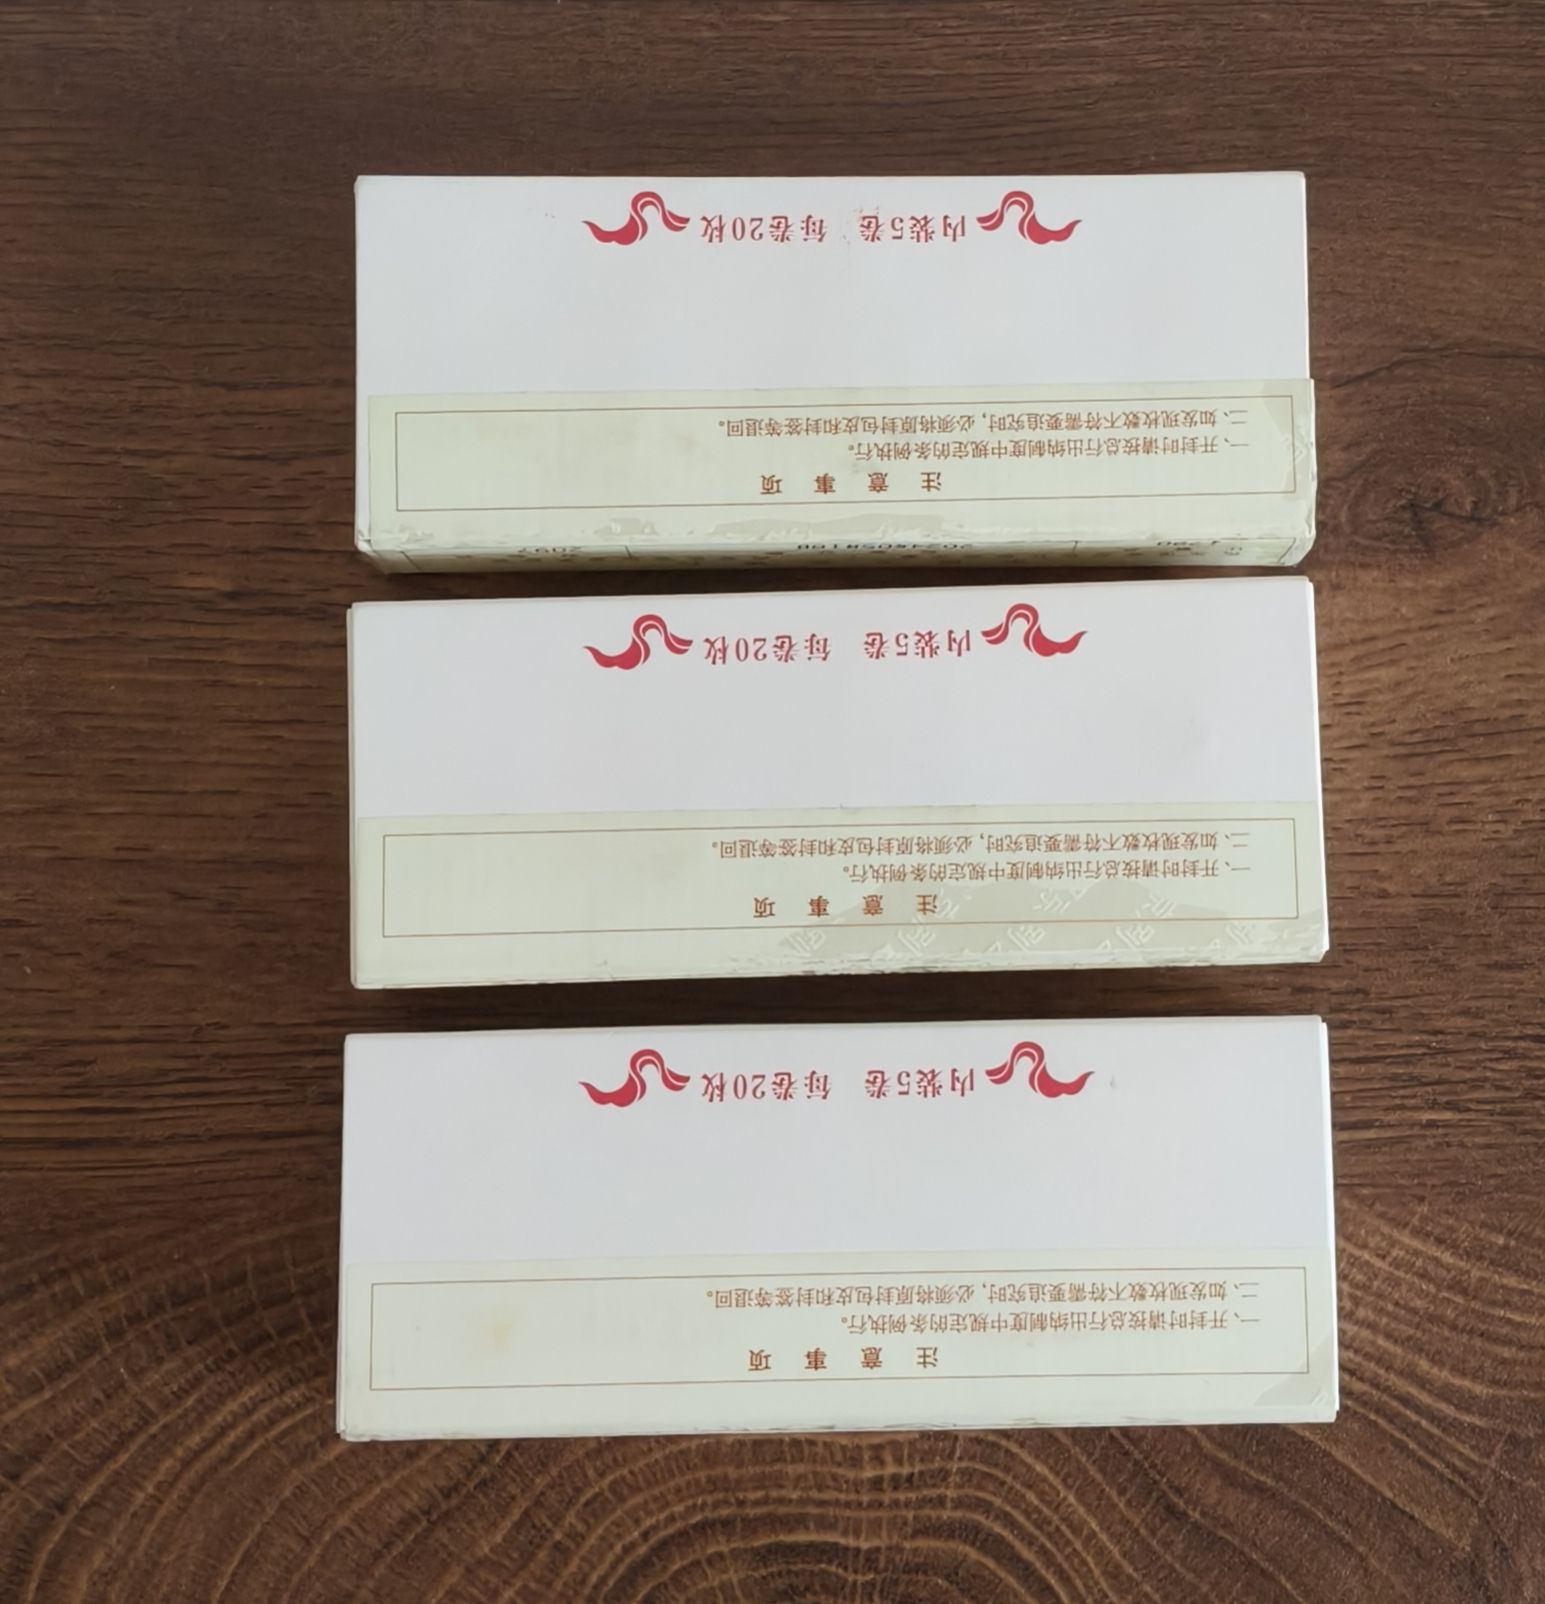 注意事项
一、开封时请按总行出纳制度中规定的条例执行。
二、如发现枚数不符需要追究时，必须将原封包皮和封签等退回。
内装5卷 每卷20枚
注意事项
一、开封时请按总行出纳制度中规定的条例执行。
二、如发现枚数不符需要追究时，必须将原封包皮和封签等退回。
内装5卷 每卷20枚
注意事项
一、开封时请按总行出纳制度中规定的条例执行。
二、如发现枚数不符需要追究时，必须将原封包皮和封签等退回。
内装5卷 每卷20枚